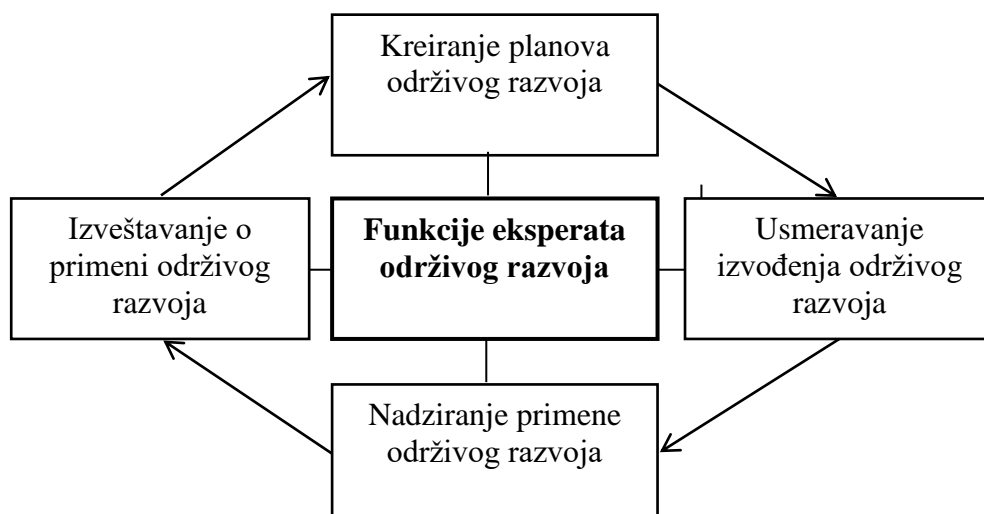 Kreiranje planova
održivog razvoja
Izveštavanje o
primeni održivog
razvoja
Funkcije eksperata
održivog razvoja
Usmeravanje
izvođenja održivog
razvoja
Nadziranje primene
održivog razvoja